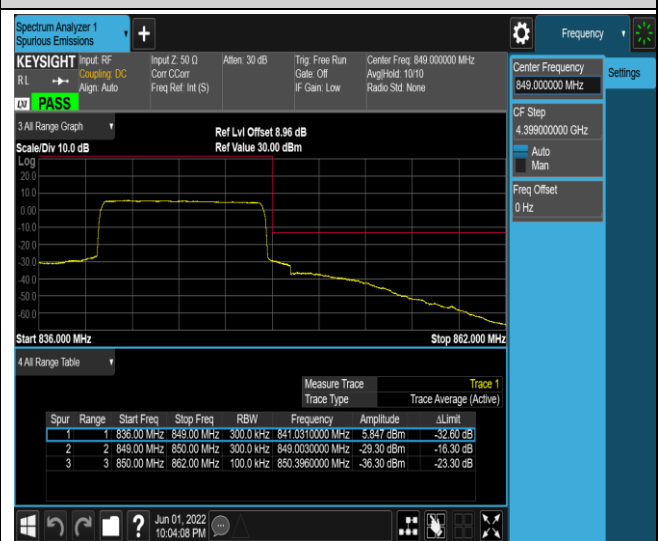 Spectrum Analyzer 1
Spurious Emissions
Frequency
KEYSIGHT
Input: RF
Coupling: DC
Align: Auto
Input Z: 50 Ω
Corr CCorr
Freq Ref: Int (S)
Atten: 30 dB
Trig: Free Run
Gate: Off
IF Gain: Low
Center Freq: 849.000000 MHz
Avg|Hold: 10/10
Radio Std: None
R L
LXI
PASS
Center Frequency
849.000000 MHz
Settings
CF Step
4.399000000 GHz
Auto
Man
Freq Offset
0 Hz
3 All Range Graph
Scale/Div 10.0 dB
Ref Lvl Offset 8.96 dB
Ref Value 30.00 dBm
Log
20.0
10.0
0.00
-10.0
-20.0
-30.0
-40.0
-50.0
-60.0
Start 836.000 MHz
Stop 862.000 MHz
4 All Range Table
Measure Trace Trace 1
Trace Type Trace Average (Active)
Spur Range Start Freq Stop Freq RBW Frequency Amplitude ΔLimit
1 1 836.00 MHz 849.00 MHz 300.0 kHz 841.0310000 MHz 5.847 dBm -32.60 dB
2 2 849.00 MHz 850.00 MHz 300.0 kHz 849.0030000 MHz -29.30 dBm -16.30 dB
3 3 850.00 MHz 862.00 MHz 100.0 kHz 850.3960000 MHz -36.30 dBm -23.30 dB
Jun 01, 2022
10:04:08 PM